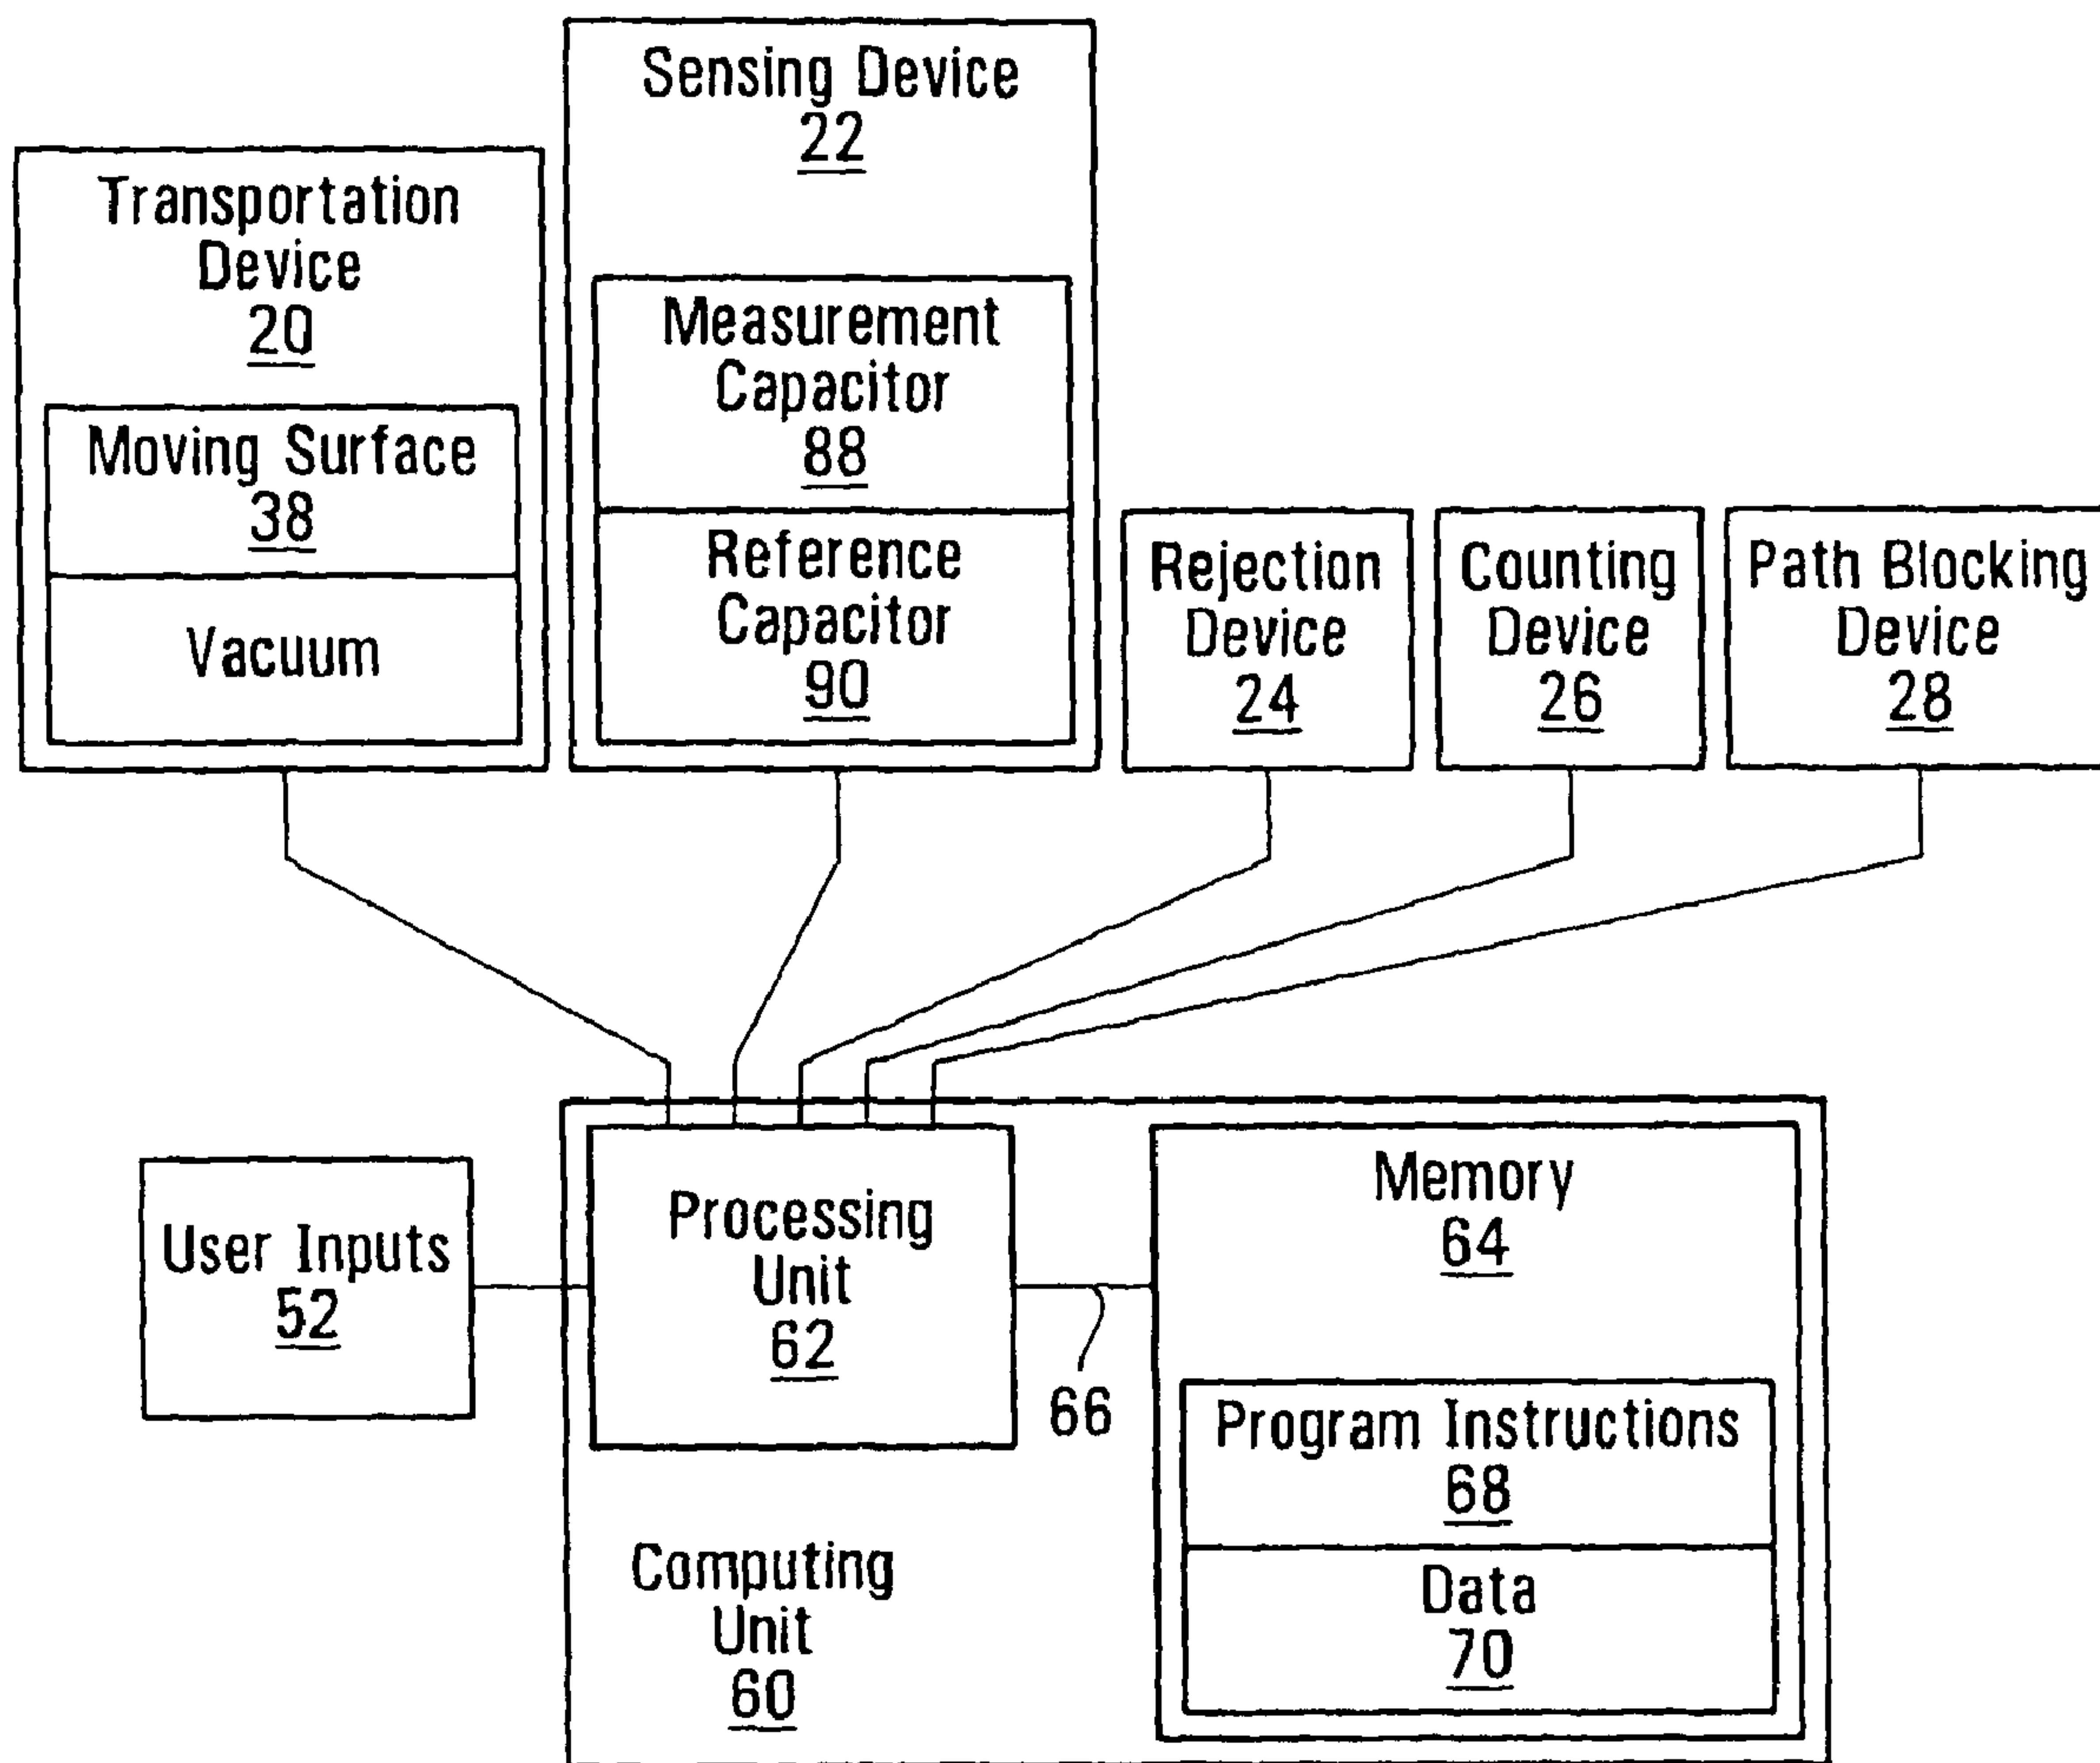 Sensing Device
22
Transportation
Device
20
Measurement
Capacitor
88
Moving Surface
38
Reference
Capacitor
90
Vacuum
Rejection
Device
24
Counting
Device
26
Path Blocking
Device
28
User Inputs
52
Processing
Unit
62
66
Memory
64
Program Instructions
68
Data
70
Computing
Unit
60